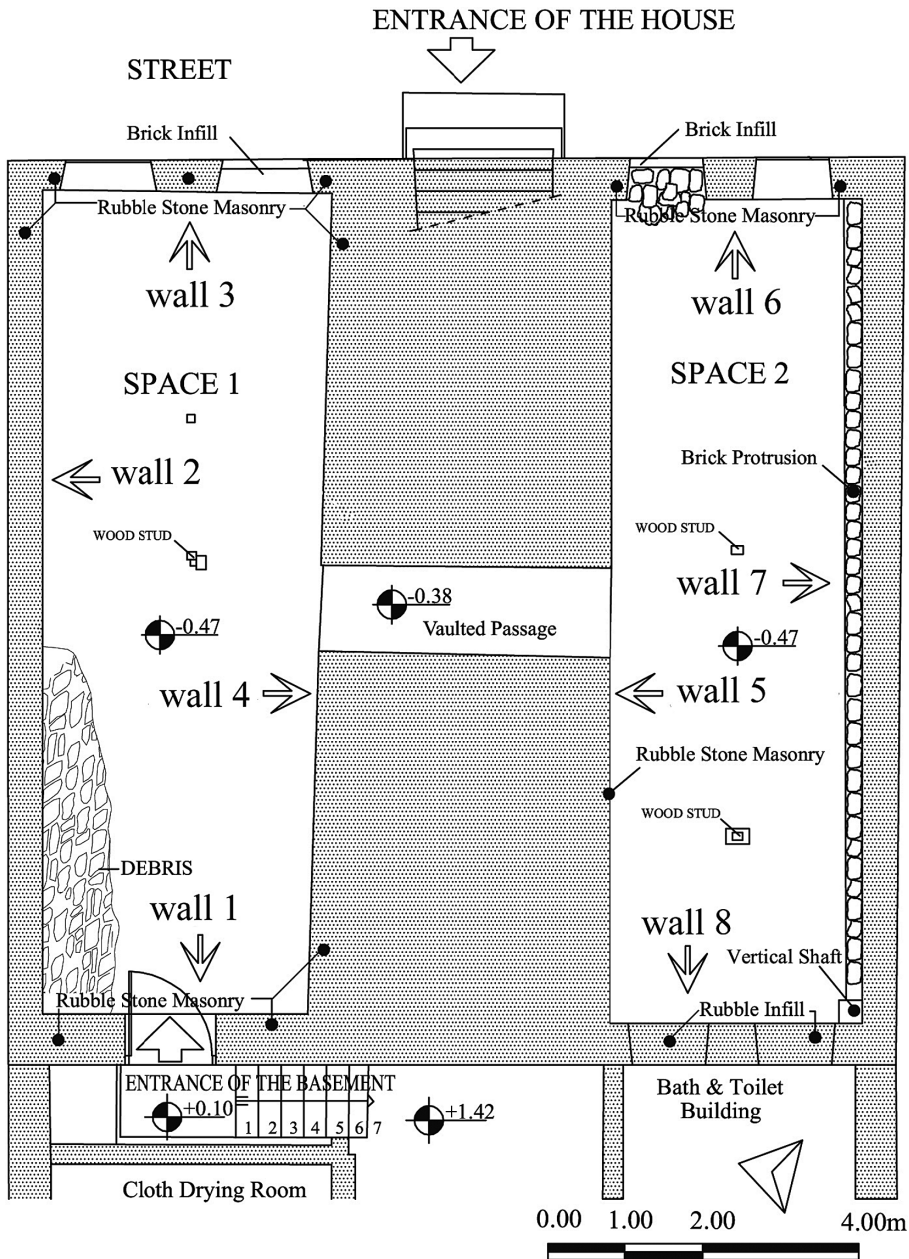 ENTRANCE OF THE HOUSE
STREET
Brick Infill
Brick Infill
Rubble Stone Masonry
Rubble Stone Masonry
wall 3
wall 6
SPACE 1
SPACE 2
wall 2
Brick Protrusion
WOOD STUD
WOOD STUD
wall 7
-0.38
-0.47
Vaulted Passage
-0.47
wall 4
wall 5
Rubble Stone Masonry
WOOD STUD
DEBRIS
wall 1
wall 8
Vertical Shaft
Rubble Stone Masonry
Rubble Infill
ENTRANCE OF THE BASEMENT
+0.10
+1.42
1 2 3 4 5 6 7
Bath & Toilet
Building
Cloth Drying Room
0.00 1.00 2.00 4.00m